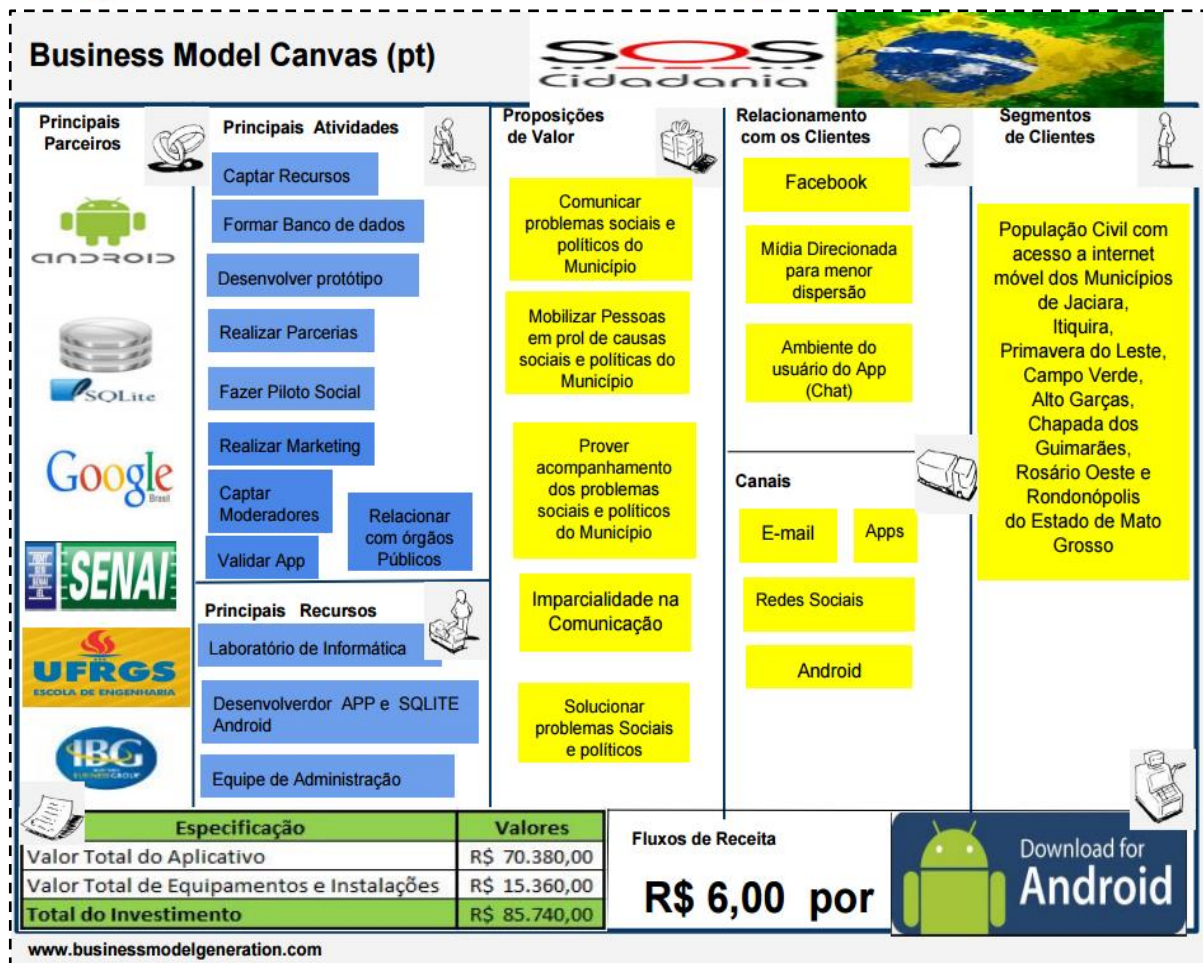 Business Model Canvas (pt)
SOS
Cidadania
Principais
Parceiros
ANDROID
SQLite
Google
Brasil
SENAI
UFRGS
ESCOLA DE ENGENHARIA
IBG
Principais Atividades
Captar Recursos
Formar Banco de dados
Desenvolver protótipo
Realizar Parcerias
Fazer Piloto Social
Realizar Marketing
Captar
Moderadores
Relacionar
com órgãos
Públicos
Validar App
Principais Recursos
Laboratório de Informática
Desenvolverdor APP e SQLITE
Android
Equipe de Administração
Proposições
de Valor
Comunicar
problemas sociais e
políticos do
Município
Mobilizar Pessoas
em prol de causas
sociais e políticas do
Município
Prover
acompanhamento
dos problemas
sociais e políticos
do Município
Imparcialidade na
Comunicação
Solucionar
problemas Sociais
e políticos
Relacionamento
com os Clientes
Facebook
Mídia Direcionada
para menor
dispersão
Ambiente do
usuário do App
(Chat)
Canais
E-mail
Apps
Redes Sociais
Android
Segmentos
de Clientes
População Civil com
acesso a internet
móvel dos Municípios
de Jaciara,
Itiquira,
Primavera do Leste,
Campo Verde,
Alto Garças,
Chapada dos
Guimarães,
Rosário Oeste e
Rondonópolis
do Estado de Mato
Grosso
Especificação Valores
Valor Total do Aplicativo R$ 70.380,00
Valor Total de Equipamentos e Instalações R$ 15.360,00
Total do Investimento R$ 85.740,00
Fluxos de Receita
R$ 6,00 por
Download for
Android
www.businessmodelgeneration.com